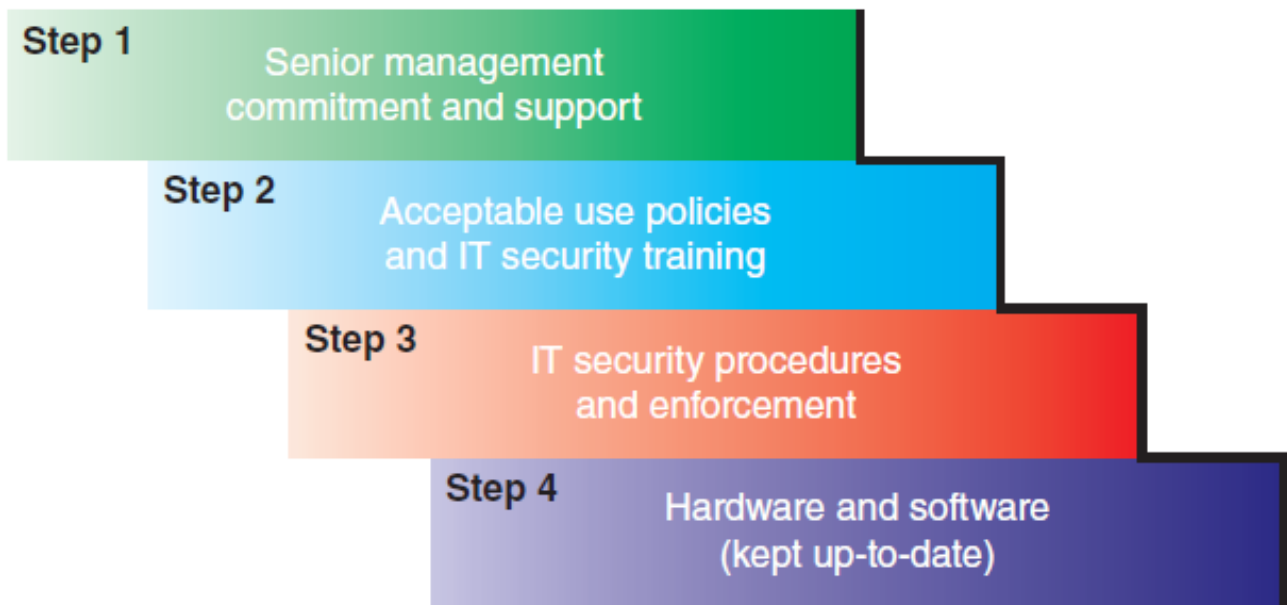 Step 1
Senior management
commitment and support
Step 2
Acceptable use policies
and IT security training
Step 3
IT security procedures
and enforcement
Step 4
Hardware and software
(kept up-to-date)